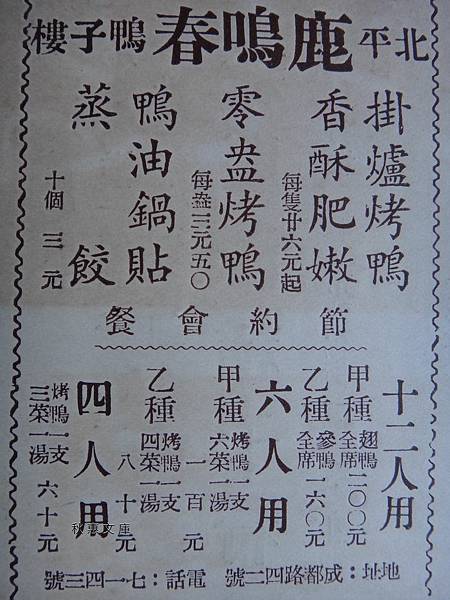 北平鹿鳴春鴨子樓
掛爐烤鴨
香酥肥嫩
每隻廿六元起
零盎烤鴨
每盎三元五〇
鴨油鍋貼
蒸餃
十個三元
節約會餐
十二人用
甲種
翅鴨全席
二〇〇元
乙種
參鴨全席
一六〇元
六人用
甲種
烤鴨一支
六菜一湯
一百元
乙種
烤鴨一支
四菜一湯
八十元
四人用
烤鴨一支
三菜一湯
六十元
地址：成都路四二號
電話：七一四三號
秋惠文庫